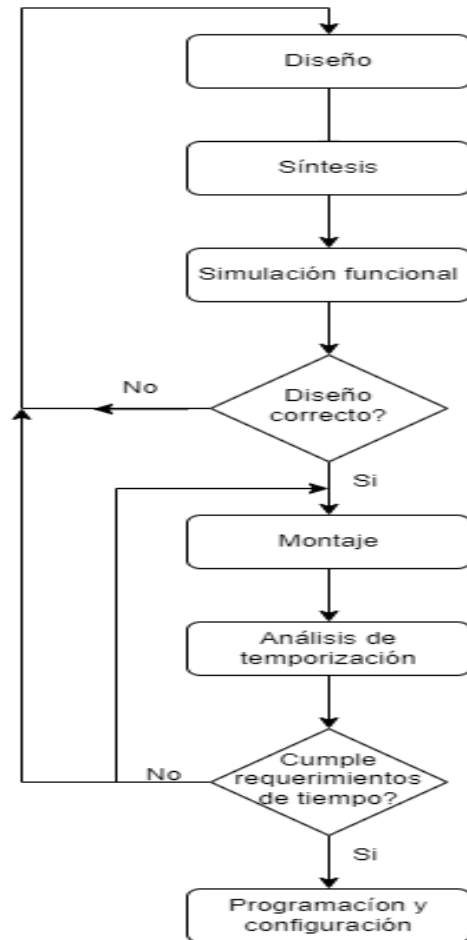 Diseño
Síntesis
Simulación funcional
Diseño
correcto?
No
Si
Montaje
Análisis de
temporización
Cumple
requerimientos
de tiempo?
No
Si
Programacíon y
configuración